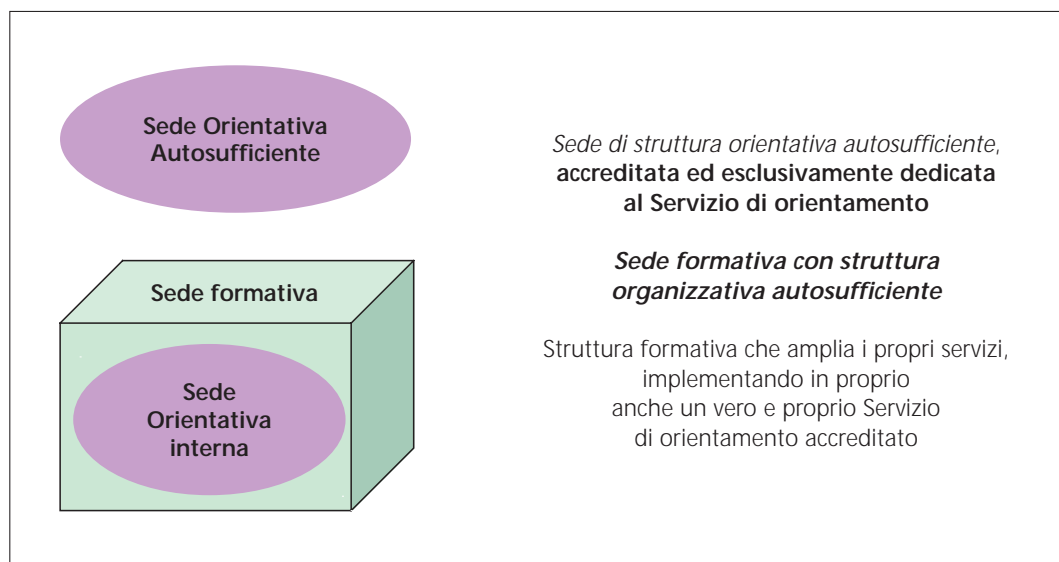 Sede Orientativa
Autosufficiente
Sede di struttura orientativa autosufficiente,
accreditata ed esclusivamente dedicata
al Servizio di orientamento
Sede formativa
Sede
Orientativa
interna
Sede formativa con struttura
organizzativa autosufficiente
Struttura formativa che amplia i propri servizi,
implementando in proprio
anche un vero e proprio Servizio
di orientamento accreditato